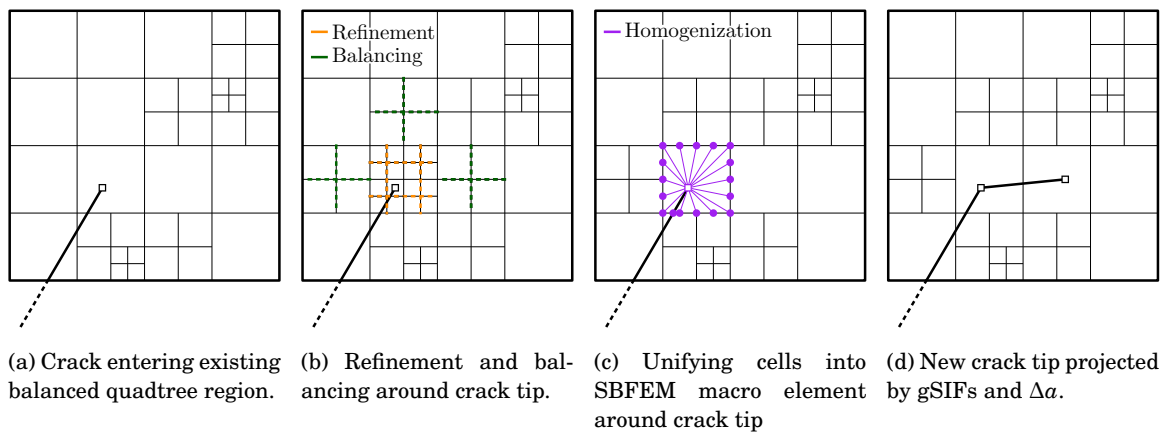 Refinement
Balancing
Homogenization
(a) Crack entering existing
balanced quadtree region.
(b) Refinement and bal-
ancing around crack tip.
(c) Unifying cells into
SBFEM macro element
around crack tip
(d) New crack tip projected
by gSIFs and Δa.